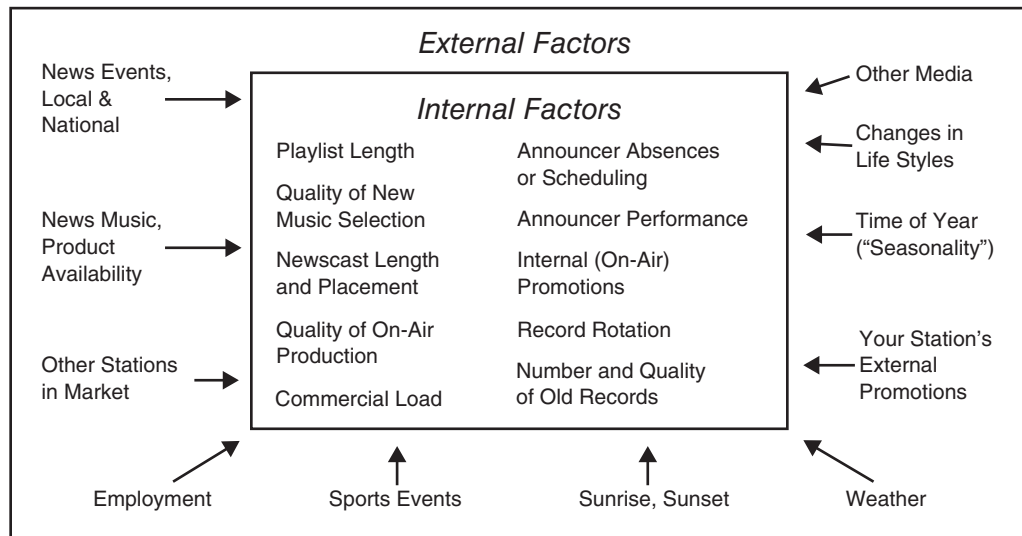 External Factors
News Events,
Local &
National
News Music,
Product
Availability
Other Stations
in Market
Internal Factors
Playlist Length
Quality of New
Music Selection
Newscast Length
and Placement
Quality of On-Air
Production
Commercial Load
Announcer Absences
or Scheduling
Announcer Performance
Internal (On-Air)
Promotions
Record Rotation
Number and Quality
of Old Records
Other Media
Changes in
Life Styles
Time of Year
(“Seasonality”)
Your Station’s
External
Promotions
Employment
Sports Events
Sunrise, Sunset
Weather